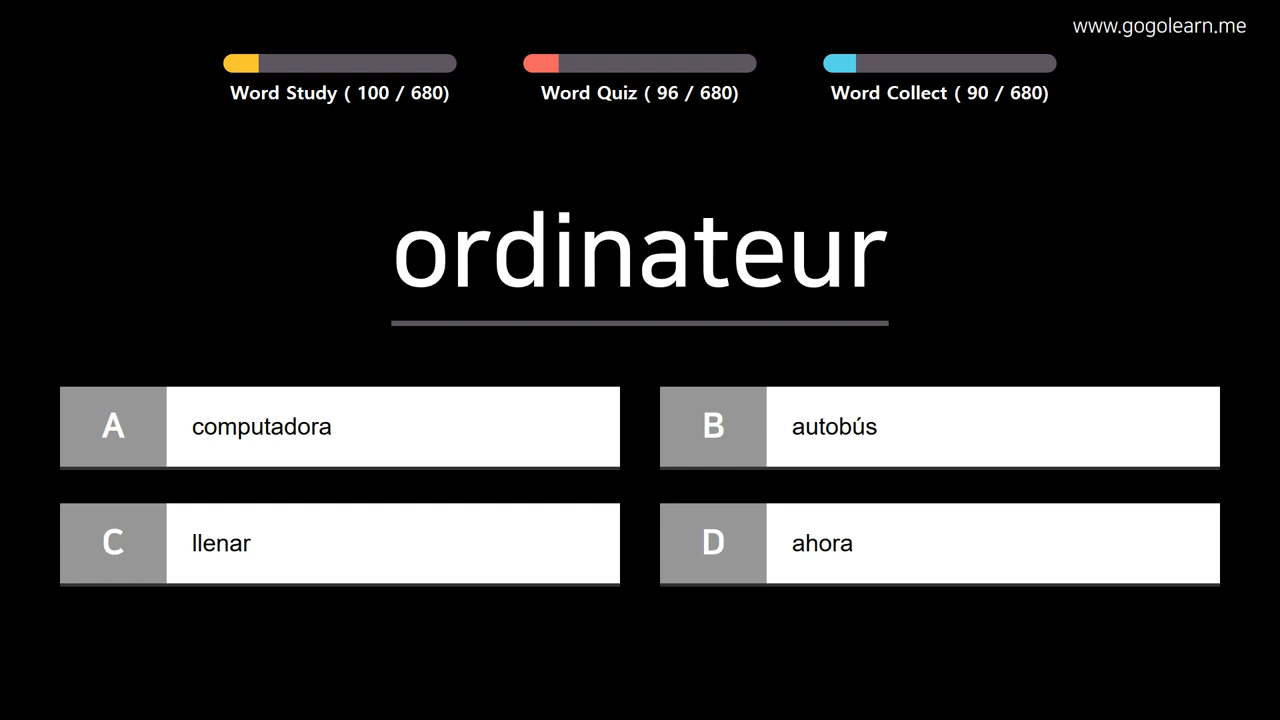 www.gogolearn.me
Word Study ( 100 / 680)
Word Quiz ( 96 / 680)
Word Collect ( 90 / 680)
ordinateur
A computadora
B autobús
C llenar
D ahora